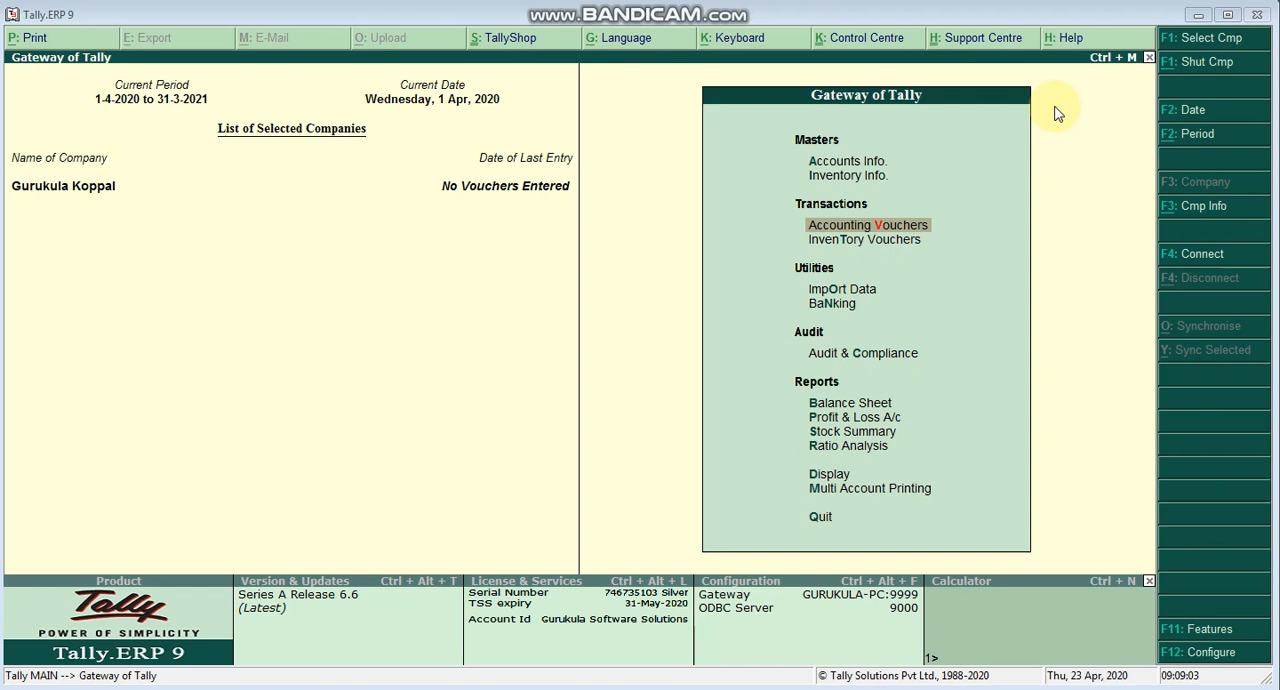 Tally.ERP 9
www.BANDICAM.com
P: Print
E: Export
M: E-Mail
O: Upload
S: TallyShop
G: Language
K: Keyboard
K: Control Centre
H: Support Centre
H: Help
Gateway of Tally
Ctrl + M
Current Period
1-4-2020 to 31-3-2021
Current Date
Wednesday, 1 Apr, 2020
List of Selected Companies
Name of Company
Date of Last Entry
Gurukula Koppal
No Vouchers Entered
Gateway of Tally
Masters
Accounts Info.
Inventory Info.
Transactions
Accounting Vouchers
InvenTory Vouchers
Utilities
ImpOrt Data
BaNking
Audit
Audit & Compliance
Reports
Balance Sheet
Profit & Loss A/c
Stock Summary
Ratio Analysis
Display
Multi Account Printing
Quit
F1: Select Cmp
F1: Shut Cmp
F2: Date
F2: Period
F3: Company
F3: Cmp Info
F4: Connect
F4: Disconnect
O: Synchronise
Y: Sync Selected
F11: Features
F12: Configure
Product
Tally
POWER OF SIMPLICITY
Tally.ERP 9
Version & Updates Ctrl + Alt + T
Series A Release 6.6
(Latest)
License & Services Ctrl + Alt + L
Serial Number 746735103 Silver
TSS expiry 31-May-2020
Account Id Gurukula Software Solutions
Configuration Ctrl + Alt + F
Gateway GURUKULA-PC:9999
ODBC Server 9000
Calculator Ctrl + N
1>
Tally MAIN --> Gateway of Tally
© Tally Solutions Pvt Ltd., 1988-2020
Thu, 23 Apr, 2020
09:09:03